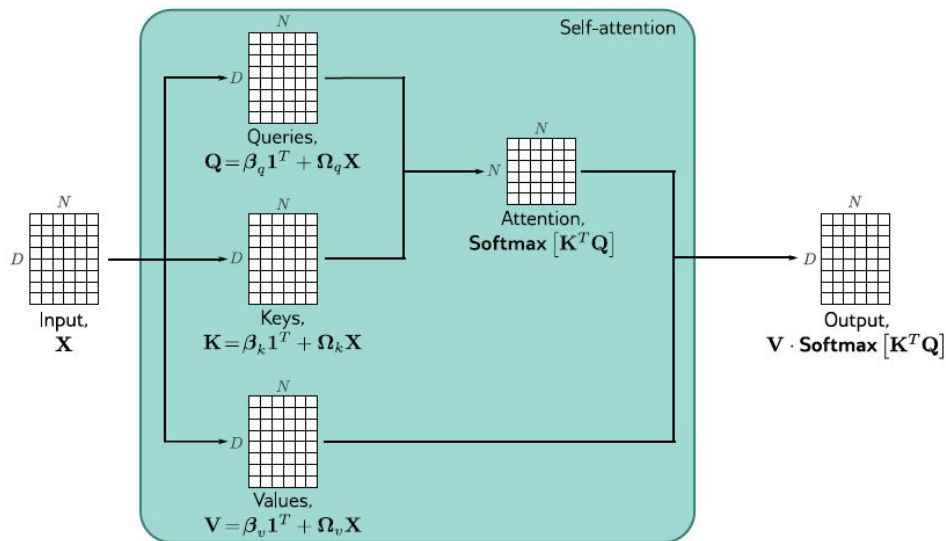 Self-attention
N
D
Queries,
Q = β_q 1^T + Ω_q X
N
D
Input,
X
N
D
Keys,
K = β_k 1^T + Ω_k X
N
D
Values,
V = β_v 1^T + Ω_v X
N
N
Attention,
Softmax [K^T Q]
N
D
Output,
V · Softmax [K^T Q]